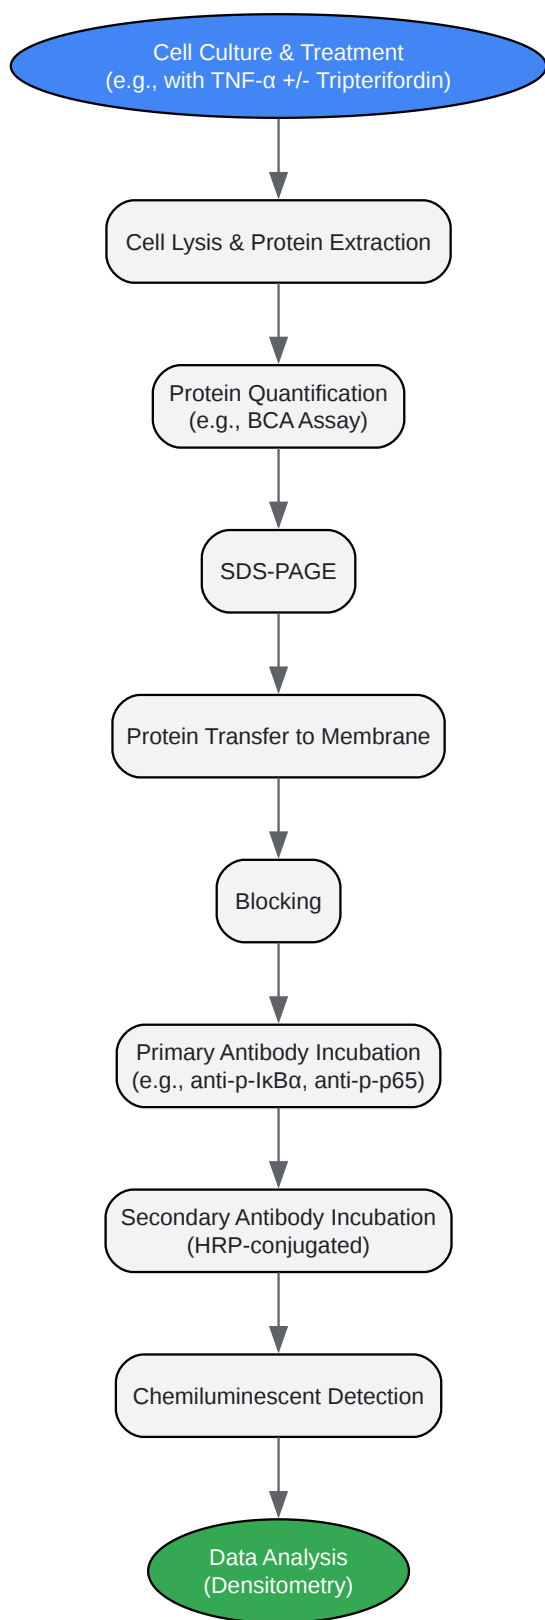 Cell Culture & Treatment
(e.g., with TNF-α +/- Tripterifordin)
Cell Lysis & Protein Extraction
Protein Quantification
(e.g., BCA Assay)
SDS-PAGE
Protein Transfer to Membrane
Blocking
Primary Antibody Incubation
(e.g., anti-p-IκBα, anti-p-p65)
Secondary Antibody Incubation
(HRP-conjugated)
Chemiluminescent Detection
Data Analysis
(Densitometry)